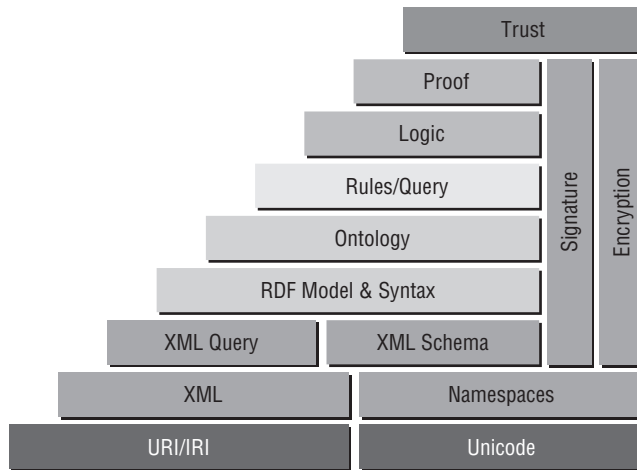 Trust
Proof
Logic
Rules/Query
Ontology
RDF Model & Syntax
XML Query
XML Schema
Signature
Encryption
XML
Namespaces
URI/IRI
Unicode